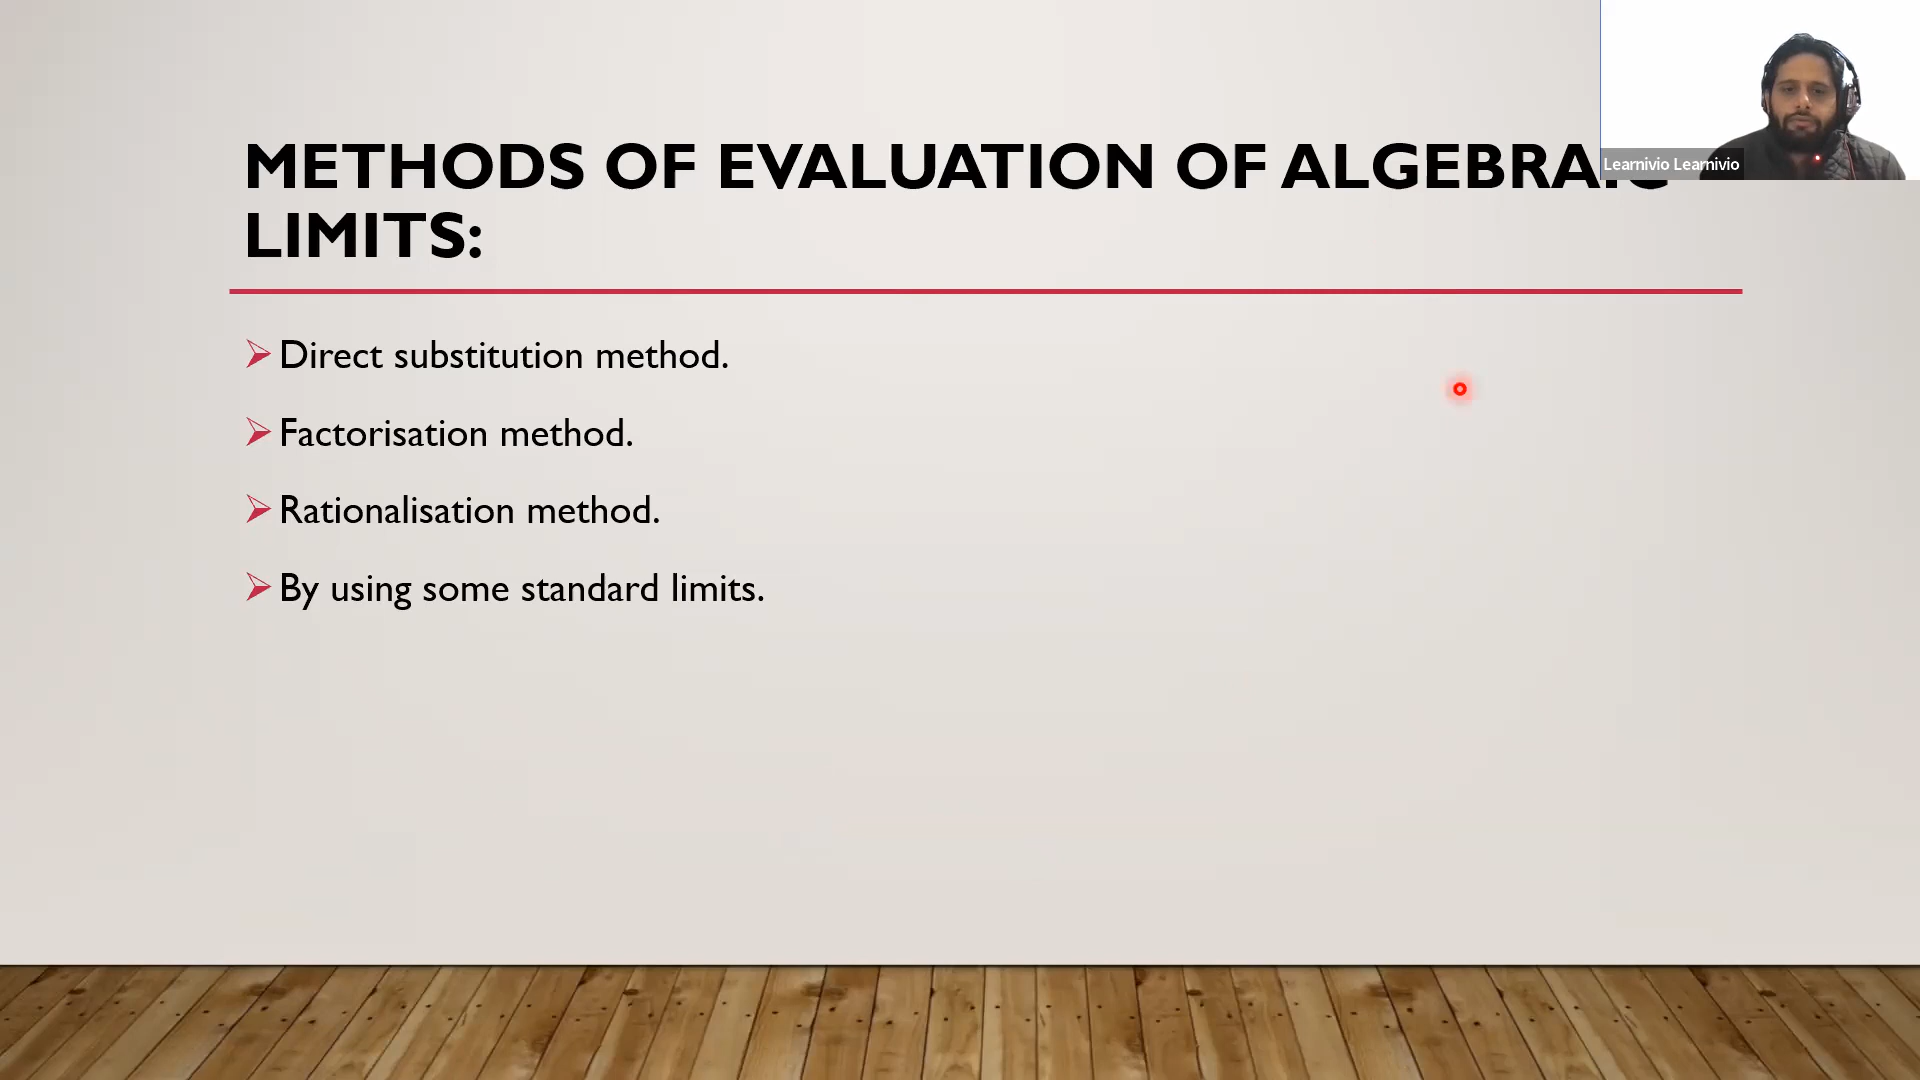 METHODS OF EVALUATION OF ALGEBRAIC
LIMITS:
Direct substitution method.
Factorisation method.
Rationalisation method.
By using some standard limits.
Learnivio Learnivio